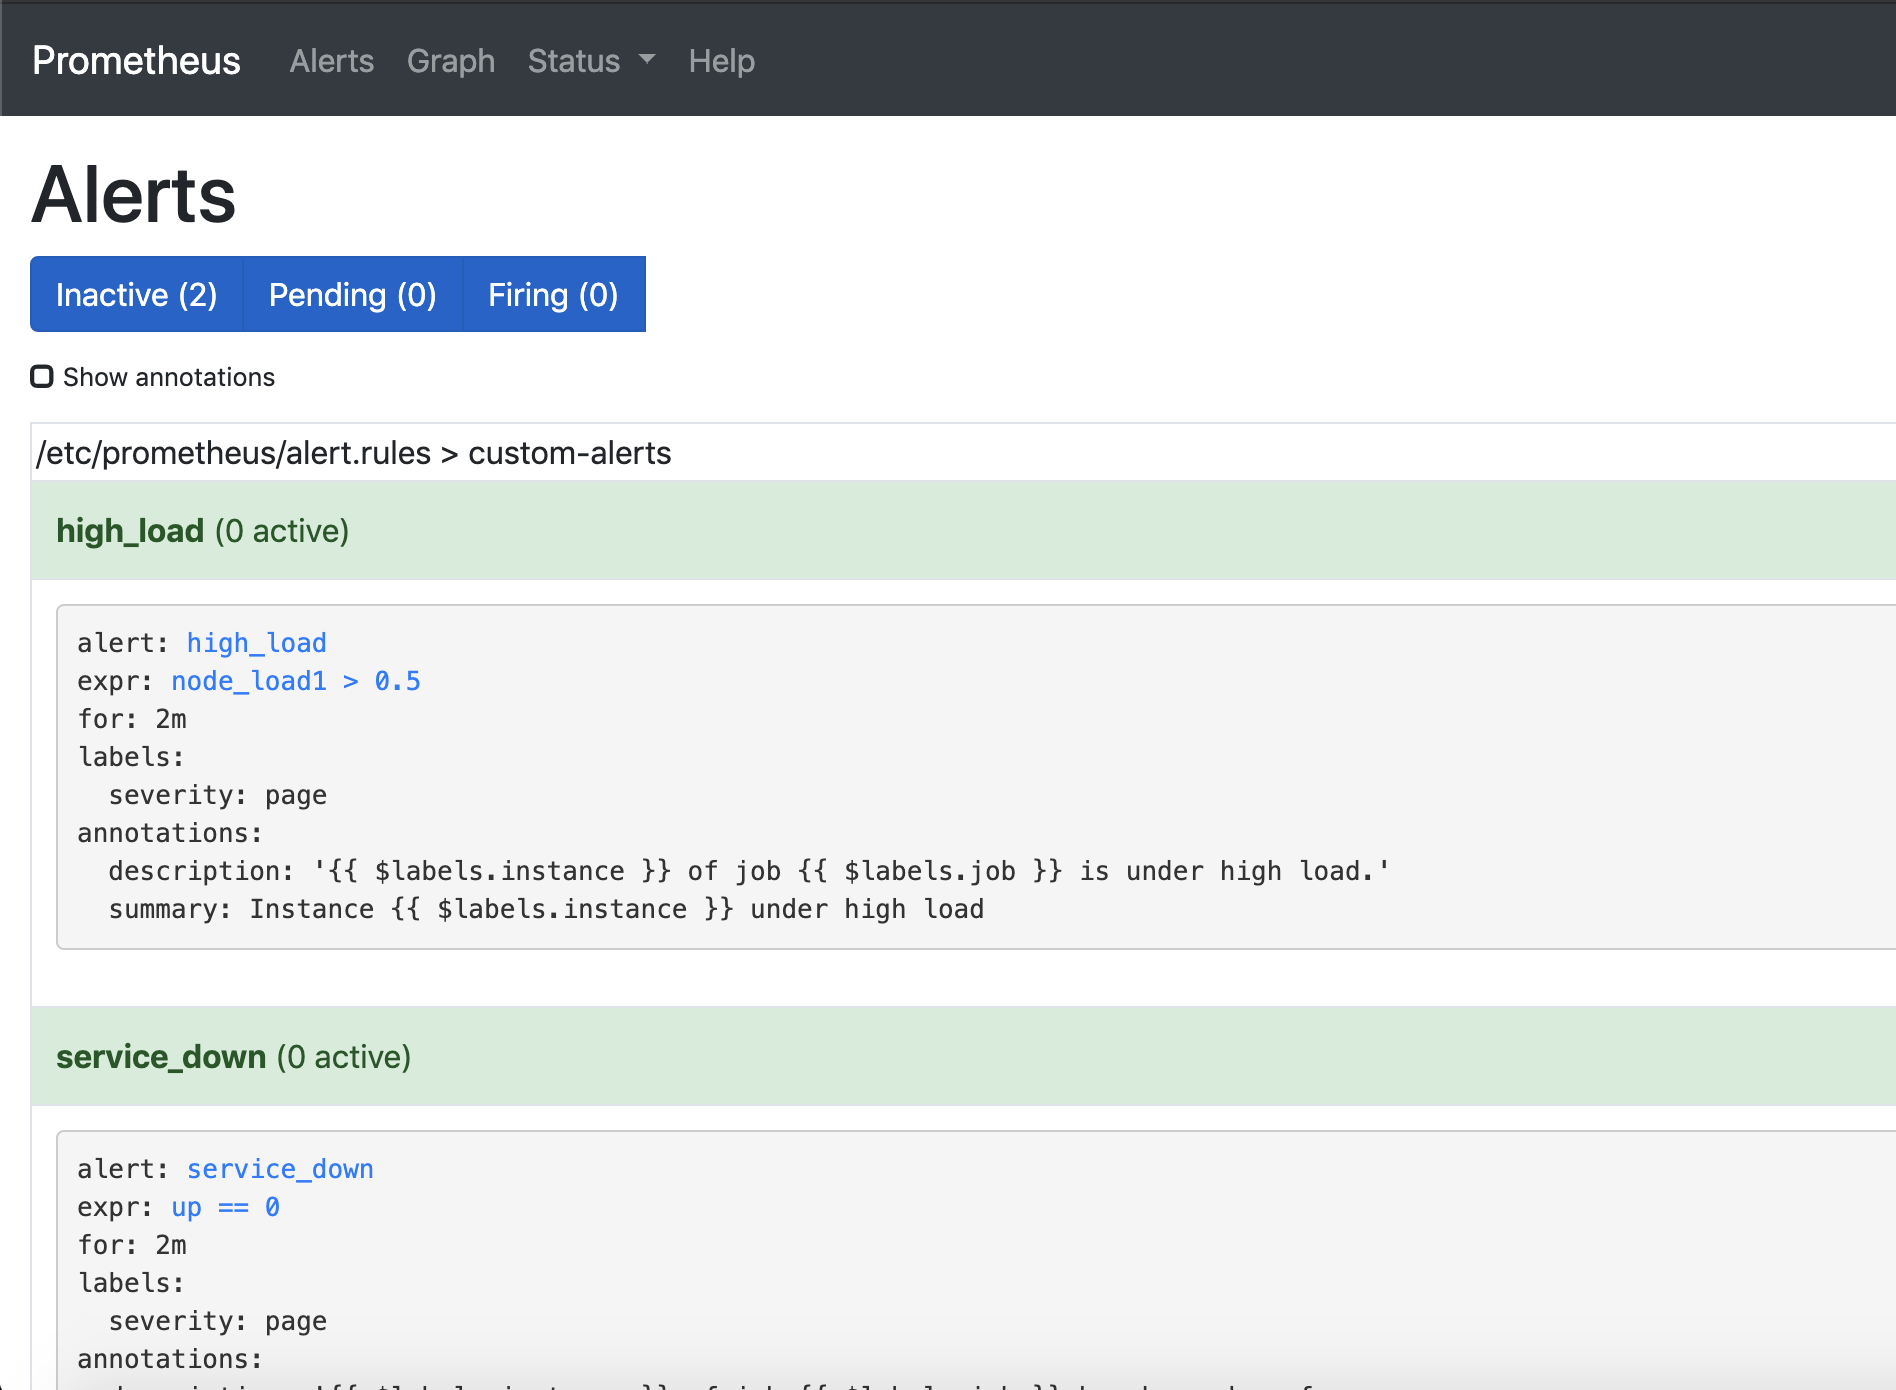 Prometheus Alerts Graph Status Help
Alerts
Inactive (2) Pending (0) Firing (0)
Show annotations
/etc/prometheus/alert.rules > custom-alerts
high_load (0 active)
alert: high_load
expr: node_load1 > 0.5
for: 2m
labels:
  severity: page
annotations:
  description: '{{ $labels.instance }} of job {{ $labels.job }} is under high load.'
  summary: Instance {{ $labels.instance }} under high load
service_down (0 active)
alert: service_down
expr: up == 0
for: 2m
labels:
  severity: page
annotations: